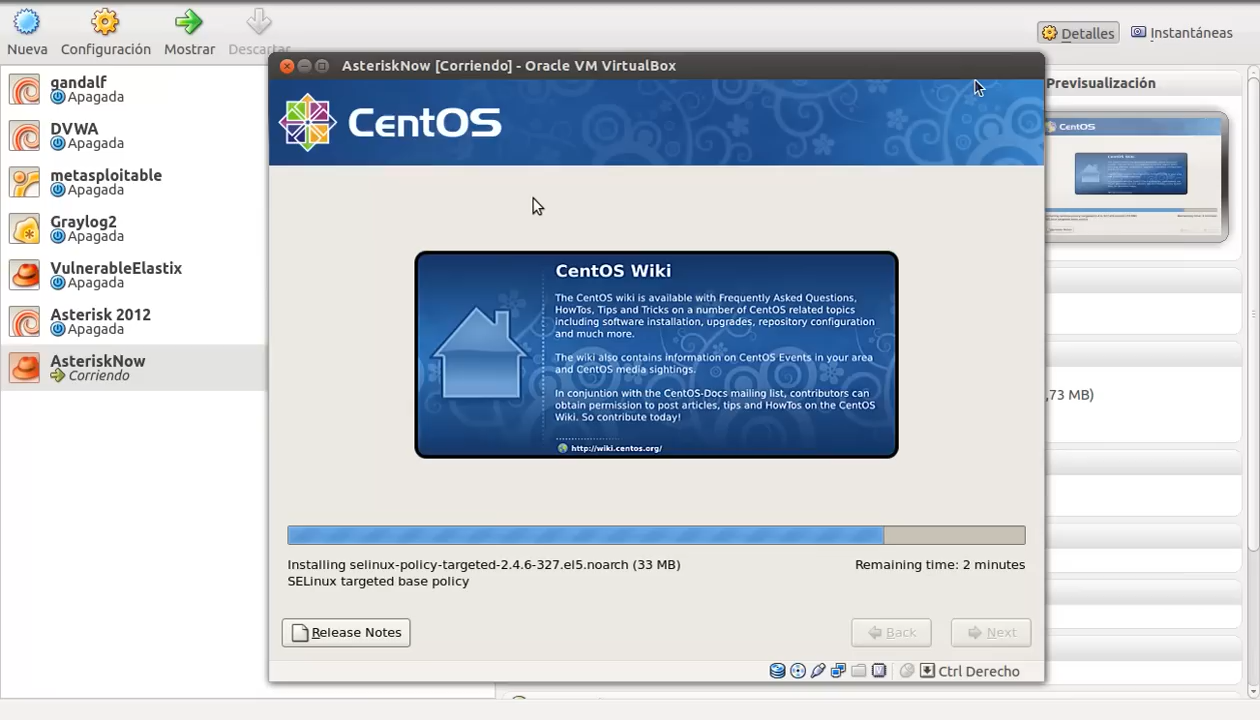 Nueva
Configuración
Mostrar
Descartar
Detalles
Instantáneas
gandalf
Apagada
DVWA
Apagada
metasploitable
Apagada
Graylog2
Apagada
VulnerableElastix
Apagada
Asterisk 2012
Apagada
AsteriskNow
Corriendo
AsteriskNow [Corriendo] - Oracle VM VirtualBox
CentOS
CentOS Wiki
The CentOS wiki is available with Frequently Asked Questions,
HowTos, Tips and Tricks on a number of CentOS related topics
including software installation, upgrades, repository configuration
and much more.
The wiki also contains information on CentOS Events in your area
and CentOS media sightings.
In conjuntion with the CentOS-Docs mailing list, contributors can
obtain permission to post articles, tips and HowTos on the CentOS
Wiki. So contribute today!
http://wiki.centos.org/
Installing selinux-policy-targeted-2.4.6-327.el5.noarch (33 MB)
Remaining time: 2 minutes
SELinux targeted base policy
Release Notes
Back
Next
Ctrl Derecho
Previsualización
CentOS
CentOS Wiki
,73 MB)